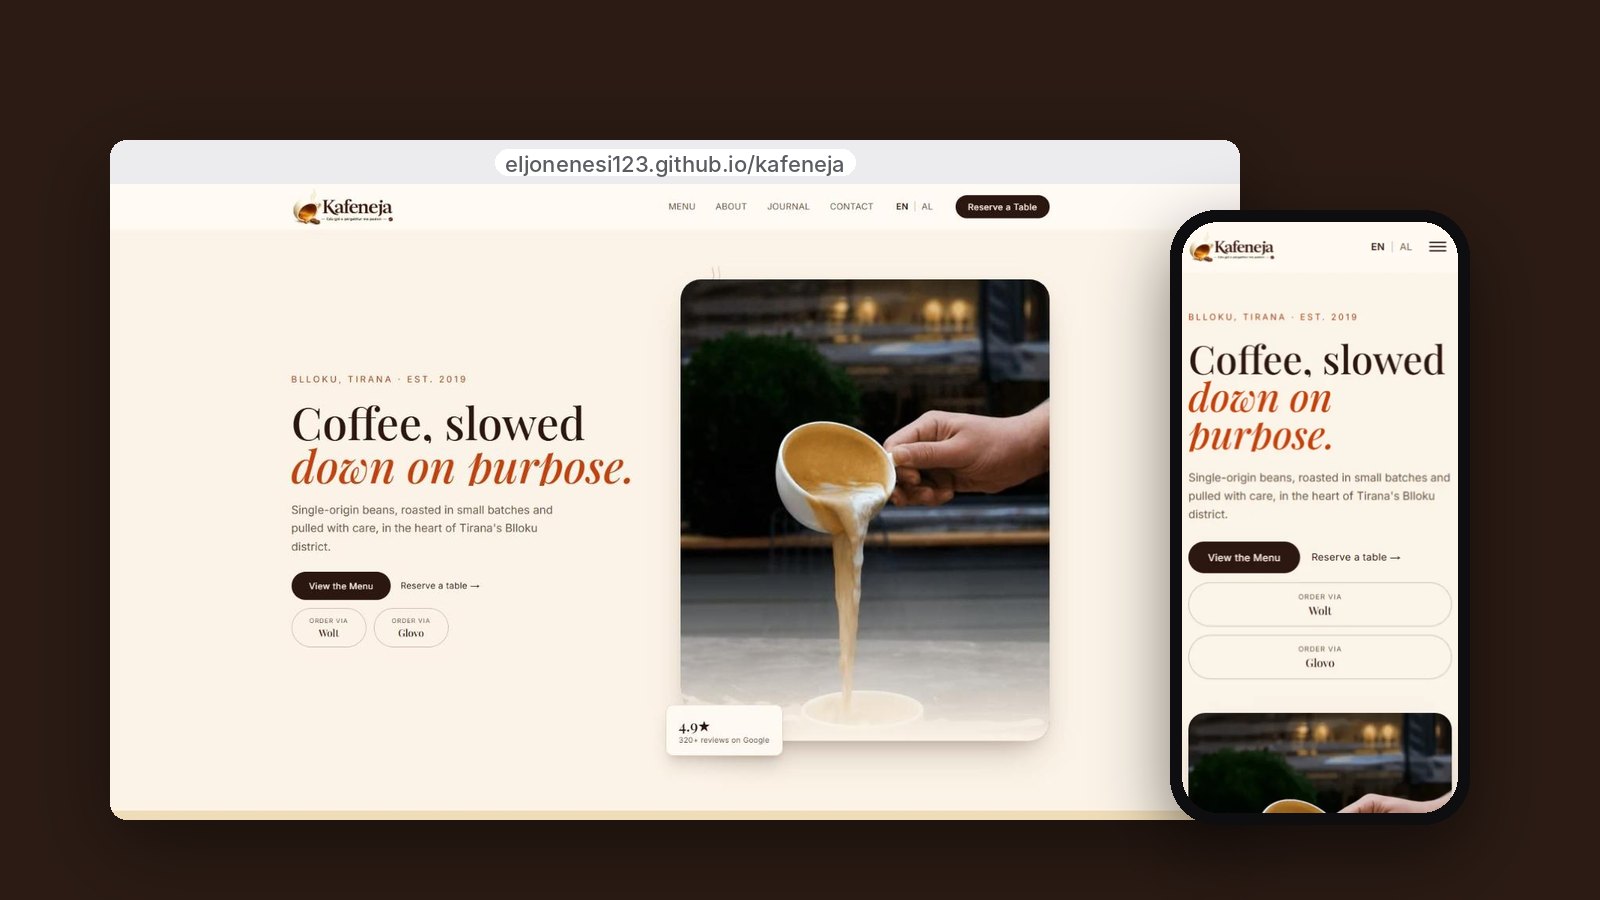 eljonenesi123.github.io/kafeneja
Kafeneja
MENU ABOUT JOURNAL CONTACT EN | AL Reserve a Table
BLLOKU, TIRANA · EST. 2019
Coffee, slowed
down on purpose.
Single-origin beans, roasted in small batches and
pulled with care, in the heart of Tirana's Blloku
district.
View the Menu Reserve a table →
ORDER VIA
Wolt
ORDER VIA
Glovo
4.9★
320+ reviews on Google
Kafeneja
EN | AL
BLLOKU, TIRANA · EST. 2019
Coffee, slowed
down on
purpose.
Single-origin beans, roasted in small batches and
pulled with care, in the heart of Tirana's Blloku
district.
View the Menu Reserve a table →
ORDER VIA
Wolt
ORDER VIA
Glovo